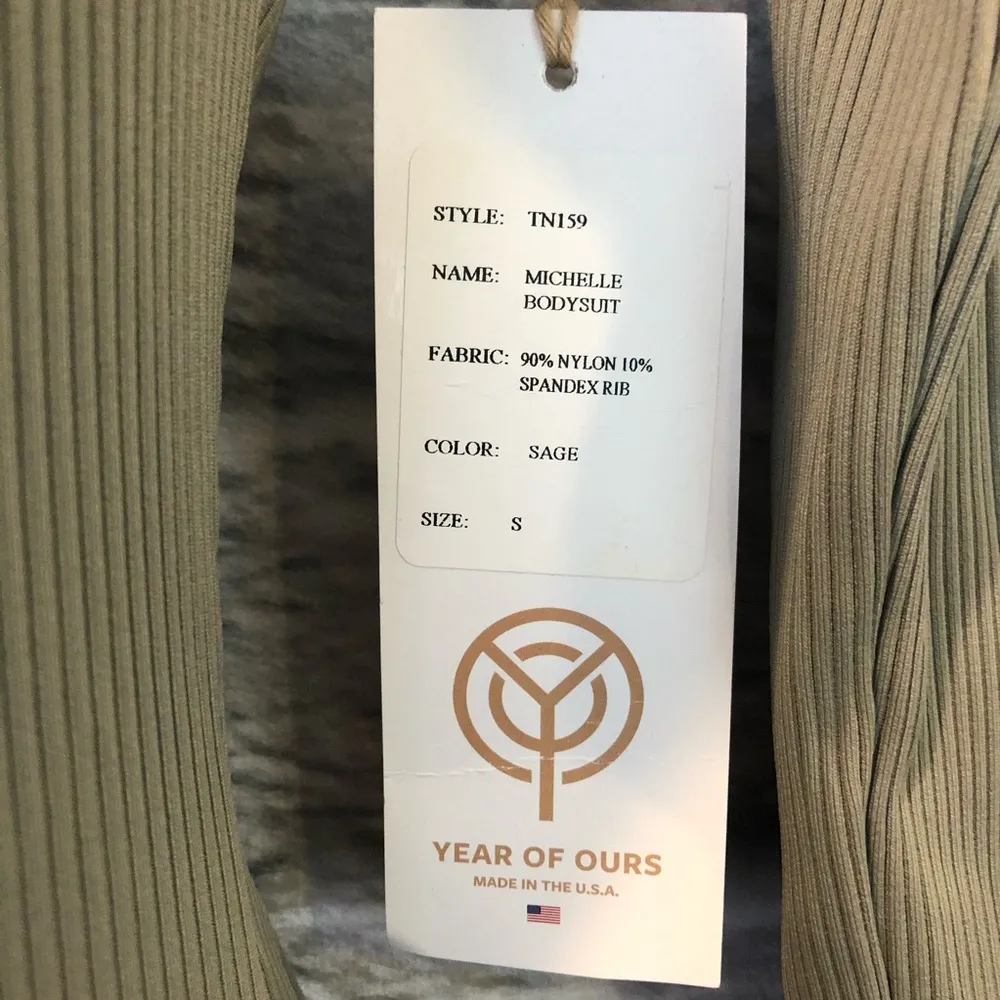 STYLE: TN159
NAME: MICHELLE
BODYSUIT
FABRIC: 90% NYLON 10%
SPANDEX RIB
COLOR: SAGE
SIZE: S
YEAR OF OURS
MADE IN THE U.S.A.